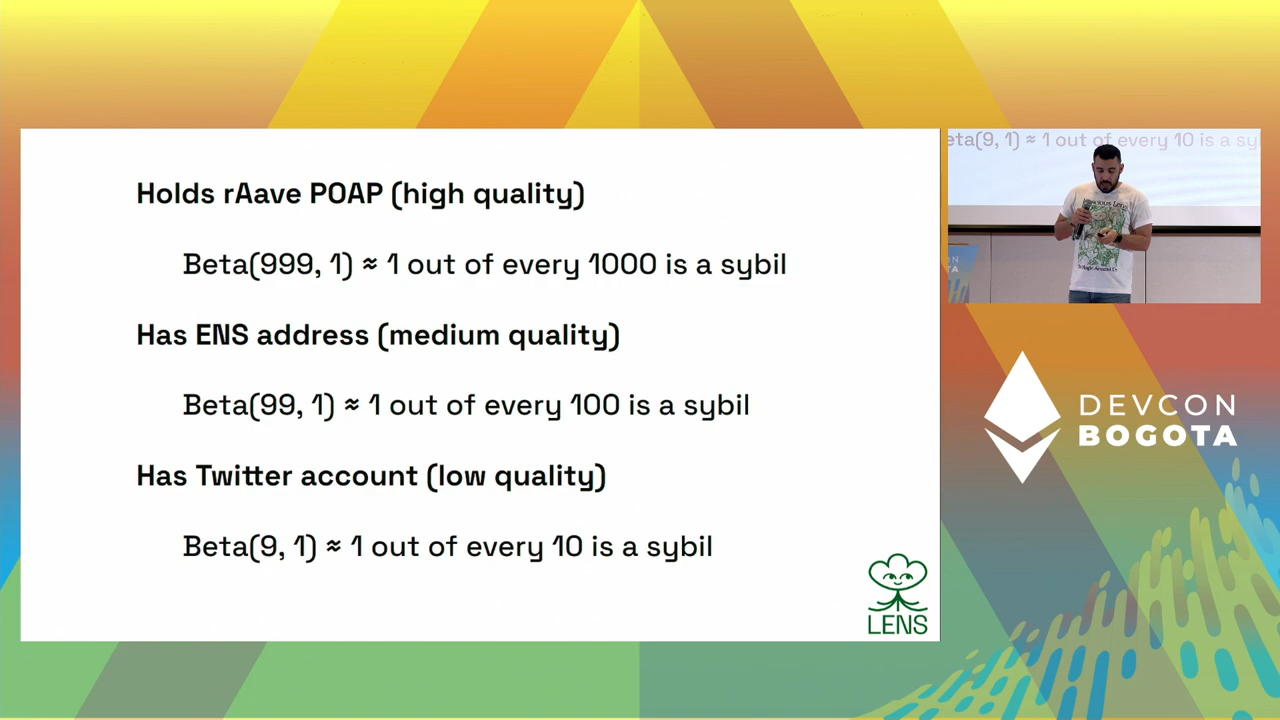 Holds rAave POAP (high quality)
Beta(999, 1) ≈ 1 out of every 1000 is a sybil
Has ENS address (medium quality)
Beta(99, 1) ≈ 1 out of every 100 is a sybil
Has Twitter account (low quality)
Beta(9, 1) ≈ 1 out of every 10 is a sybil
LENS
eta(9, 1) ≈ 1 out of every 10 is a sy
DEVCON
BOGOTA